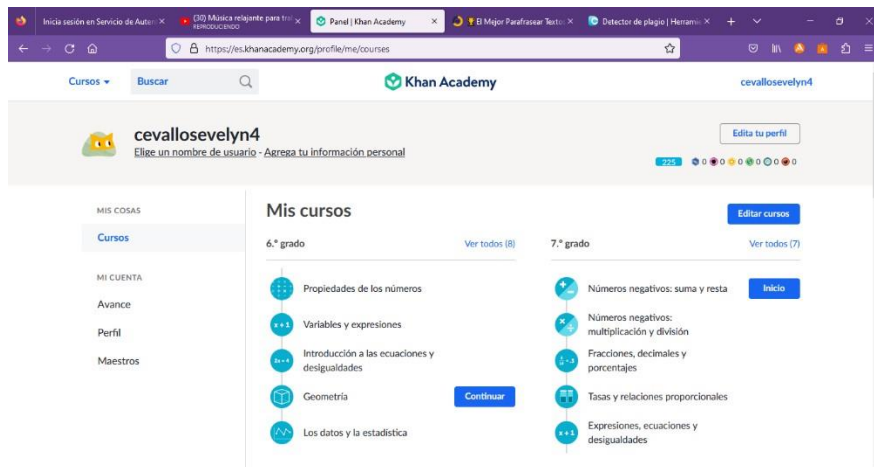 Inicia sesión en Servicio de Auten
(30) Música relajante para tra
REPRODUCIENDO
Panel | Khan Academy
El Mejor Parafrasear Texto:
Detector de plagio | Herrami
https://es.khanacademy.org/profile/me/courses
Cursos
Buscar
Khan Academy
cevallosevelyn4
cevallosevelyn4
Elige un nombre de usuario - Agrega tu información personal
Edita tu perfil
225 0 0 0 0 0 0
MIS COSAS
Cursos
MI CUENTA
Avance
Perfil
Maestros
Mis cursos
Editar cursos
6.º grado
Ver todos (8)
Propiedades de los números
x + 1
Variables y expresiones
Introducción a las ecuaciones y
desigualdades
Geometría
Continuar
Los datos y la estadística
7.º grado
Ver todos (7)
Números negativos: suma y resta
Inicio
Números negativos:
multiplicación y división
Fracciones, decimales y
porcentajes
Tasas y relaciones proporcionales
x + 1
Expresiones, ecuaciones y
desigualdades